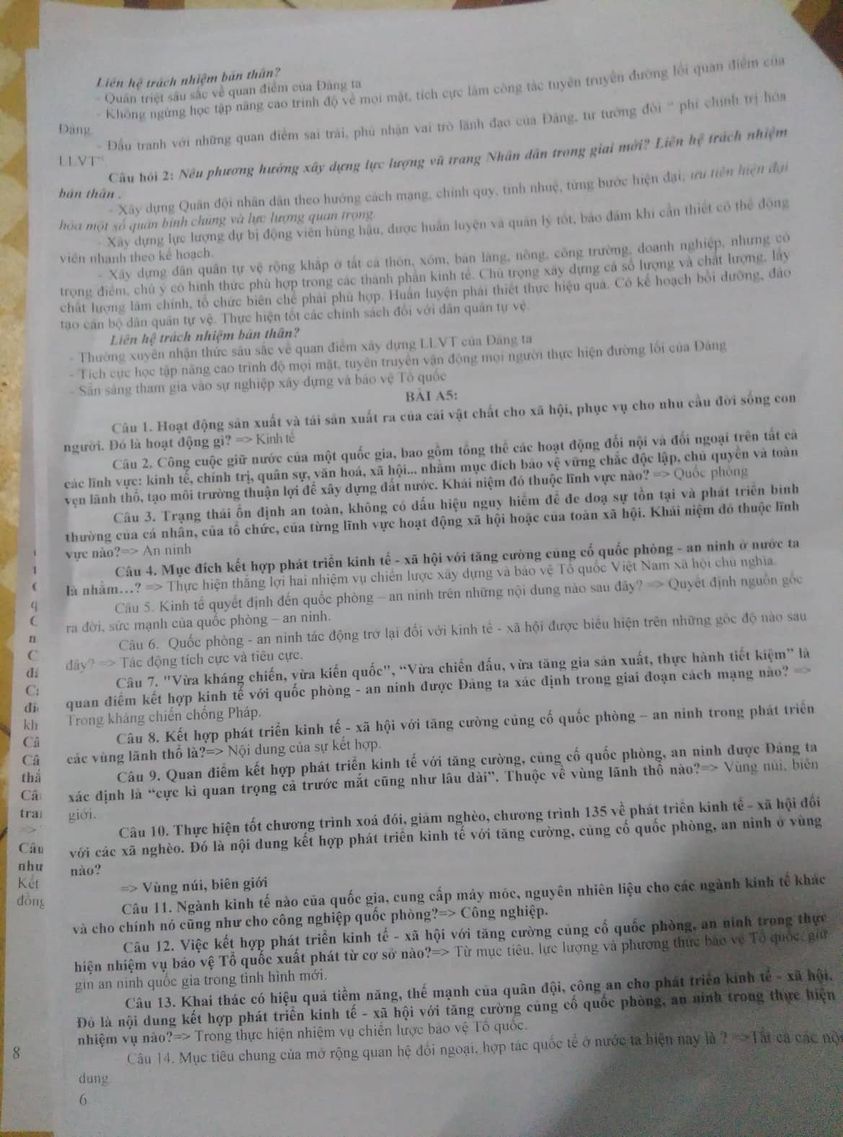 Liên hệ trách nhiệm bản thân?
- Quán triệt sâu sắc về quan điểm của Đảng ta
- Không ngừng học tập nâng cao trình độ về mọi mặt, tích cực làm công tác tuyên truyền đường lối quan điểm của
Đảng
- Đấu tranh với những quan điểm sai trái, phủ nhận vai trò lãnh đạo của Đảng, tư tưởng đòi " phi chính trị hóa
LLVT"
Câu hỏi 2: Nêu phương hướng xây dựng lực lượng vũ trang Nhân dân trong giai mới? Liên hệ trách nhiệm
bản thân .
- Xây dựng Quân đội nhân dân theo hướng cách mạng, chính quy, tinh nhuệ, từng bước hiện đại, ưu tiên hiện đại
hóa một số quân binh chủng và lực lượng quan trọng
- Xây dựng lực lượng dự bị động viên hùng hậu, được huấn luyện và quản lý tốt, bảo đảm khi cần thiết có thể động
viên nhanh theo kế hoạch.
- Xây dựng dân quân tự vệ rộng khắp ở tất cả thôn, xóm, bản làng, nông, công trường, doanh nghiệp, nhưng có
trọng điểm, chú ý có hình thức phù hợp trong các thành phần kinh tế. Chú trọng xây dựng cả số lượng và chất lượng, lấy
chất lượng làm chính, tổ chức biên chế phải phù hợp. Huấn luyện phải thiết thực hiệu quả. Có kế hoạch bồi dưỡng, đào
tạo cán bộ dân quân tự vệ. Thực hiện tốt các chính sách đối với dân quân tự vệ.
Liên hệ trách nhiệm bản thân?
- Thường xuyên nhận thức sâu sắc về quan điểm xây dựng LLVT của Đảng ta
- Tích cực học tập nâng cao trình độ mọi mặt, tuyên truyền vận động mọi người thực hiện đường lối của Đảng
- Sẵn sàng tham gia vào sự nghiệp xây dựng và bảo vệ Tổ quốc
BÀI A5:
Câu 1. Hoạt động sản xuất và tái sản xuất ra của cải vật chất cho xã hội, phục vụ cho nhu cầu đời sống con
người. Đó là hoạt động gì? => Kinh tế
Câu 2. Công cuộc giữ nước của một quốc gia, bao gồm tổng thể các hoạt động đối nội và đối ngoại trên tất cả
các lĩnh vực: kinh tế, chính trị, quân sự, văn hoá, xã hội... nhằm mục đích bảo vệ vững chắc độc lập, chủ quyền và toàn
vẹn lãnh thổ, tạo môi trường thuận lợi để xây dựng đất nước. Khái niệm đó thuộc lĩnh vực nào? => Quốc phòng
Câu 3. Trạng thái ổn định an toàn, không có dấu hiệu nguy hiểm để đe doạ sự tồn tại và phát triển bình
thường của cá nhân, của tổ chức, của từng lĩnh vực hoạt động xã hội hoặc của toàn xã hội. Khái niệm đó thuộc lĩnh
vực nào?=> An ninh
Câu 4. Mục đích kết hợp phát triển kinh tế - xã hội với tăng cường củng cố quốc phòng - an ninh ở nước ta
là nhằm...? => Thực hiện thắng lợi hai nhiệm vụ chiến lược xây dựng và bảo vệ Tổ quốc Việt Nam xã hội chủ nghĩa.
Câu 5. Kinh tế quyết định đến quốc phòng – an ninh trên những nội dung nào sau đây? => Quyết định nguồn gốc
ra đời, sức mạnh của quốc phòng – an ninh.
Câu 6. Quốc phòng - an ninh tác động trở lại đối với kinh tế - xã hội được biểu hiện trên những góc độ nào sau
đây? => Tác động tích cực và tiêu cực.
Câu 7. "Vừa kháng chiến, vừa kiến quốc", "Vừa chiến đấu, vừa tăng gia sản xuất, thực hành tiết kiệm" là
quan điểm kết hợp kinh tế với quốc phòng - an ninh được Đảng ta xác định trong giai đoạn cách mạng nào? =>
Trong kháng chiến chống Pháp.
Câu 8. Kết hợp phát triển kinh tế - xã hội với tăng cường củng cố quốc phòng – an ninh trong phát triển
các vùng lãnh thổ là?=> Nội dung của sự kết hợp.
Câu 9. Quan điểm kết hợp phát triển kinh tế với tăng cường, củng cố quốc phòng, an ninh được Đảng ta
xác định là "cực kì quan trọng cả trước mắt cũng như lâu dài". Thuộc về vùng lãnh thổ nào?=> Vùng núi, biên
giới.
Câu 10. Thực hiện tốt chương trình xoá đói, giảm nghèo, chương trình 135 về phát triển kinh tế - xã hội đối
với các xã nghèo. Đó là nội dung kết hợp phát triển kinh tế với tăng cường, củng cố quốc phòng, an ninh ở vùng
nào?
=> Vùng núi, biên giới
Câu 11. Ngành kinh tế nào của quốc gia, cung cấp máy móc, nguyên nhiên liệu cho các ngành kinh tế khác
và cho chính nó cũng như cho công nghiệp quốc phòng?=> Công nghiệp.
Câu 12. Việc kết hợp phát triển kinh tế - xã hội với tăng cường củng cố quốc phòng, an ninh trong thực
hiện nhiệm vụ bảo vệ Tổ quốc xuất phát từ cơ sở nào?=> Từ mục tiêu, lực lượng và phương thức bảo vệ Tổ quốc, giữ
gìn an ninh quốc gia trong tình hình mới.
Câu 13. Khai thác có hiệu quả tiềm năng, thế mạnh của quân đội, công an cho phát triển kinh tế - xã hội.
Đó là nội dung kết hợp phát triển kinh tế - xã hội với tăng cường củng cố quốc phòng, an ninh trong thực hiện
nhiệm vụ nào?=> Trong thực hiện nhiệm vụ chiến lược bảo vệ Tổ quốc.
Câu 14. Mục tiêu chung của mở rộng quan hệ đối ngoại, hợp tác quốc tế ở nước ta hiện nay là ? =>Tất cả các nội
dung
6
8